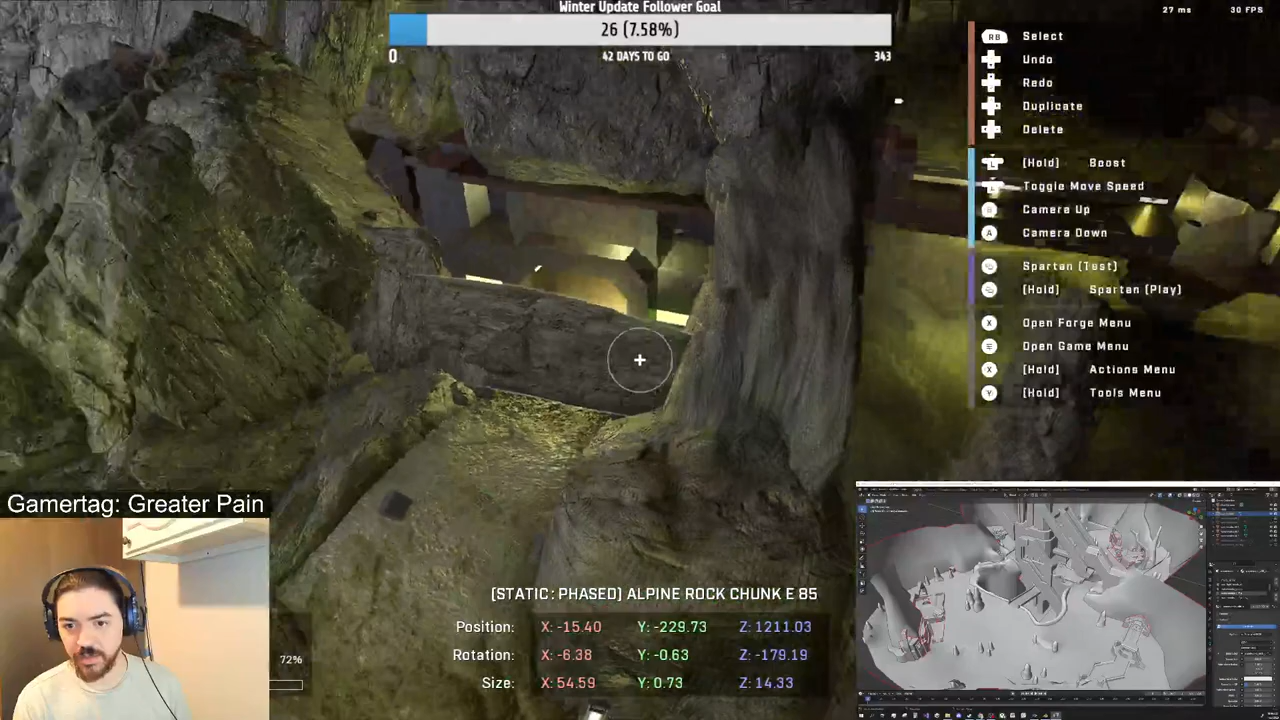 Winter Update Follower Goal
26 (7.58%)
0
42 DAYS TO GO
343
27 ms
30 FPS
RB Select
Undo
Redo
Duplicate
Delete
L [Hold] Boost
L Toggle Move Speed
B Camera Up
A Camera Down
Spartan (Test)
[Hold] Spartan (Play)
X Open Forge Menu
Open Game Menu
X [Hold] Actions Menu
Y [Hold] Tools Menu
Gamertag: Greater Pain
72%
[STATIC: PHASED] ALPINE ROCK CHUNK E 85
Position: X: -15.40 Y: -229.73 Z: 1211.03
Rotation: X: -6.38 Y: -0.63 Z: -179.19
Size: X: 54.59 Y: 0.73 Z: 14.33